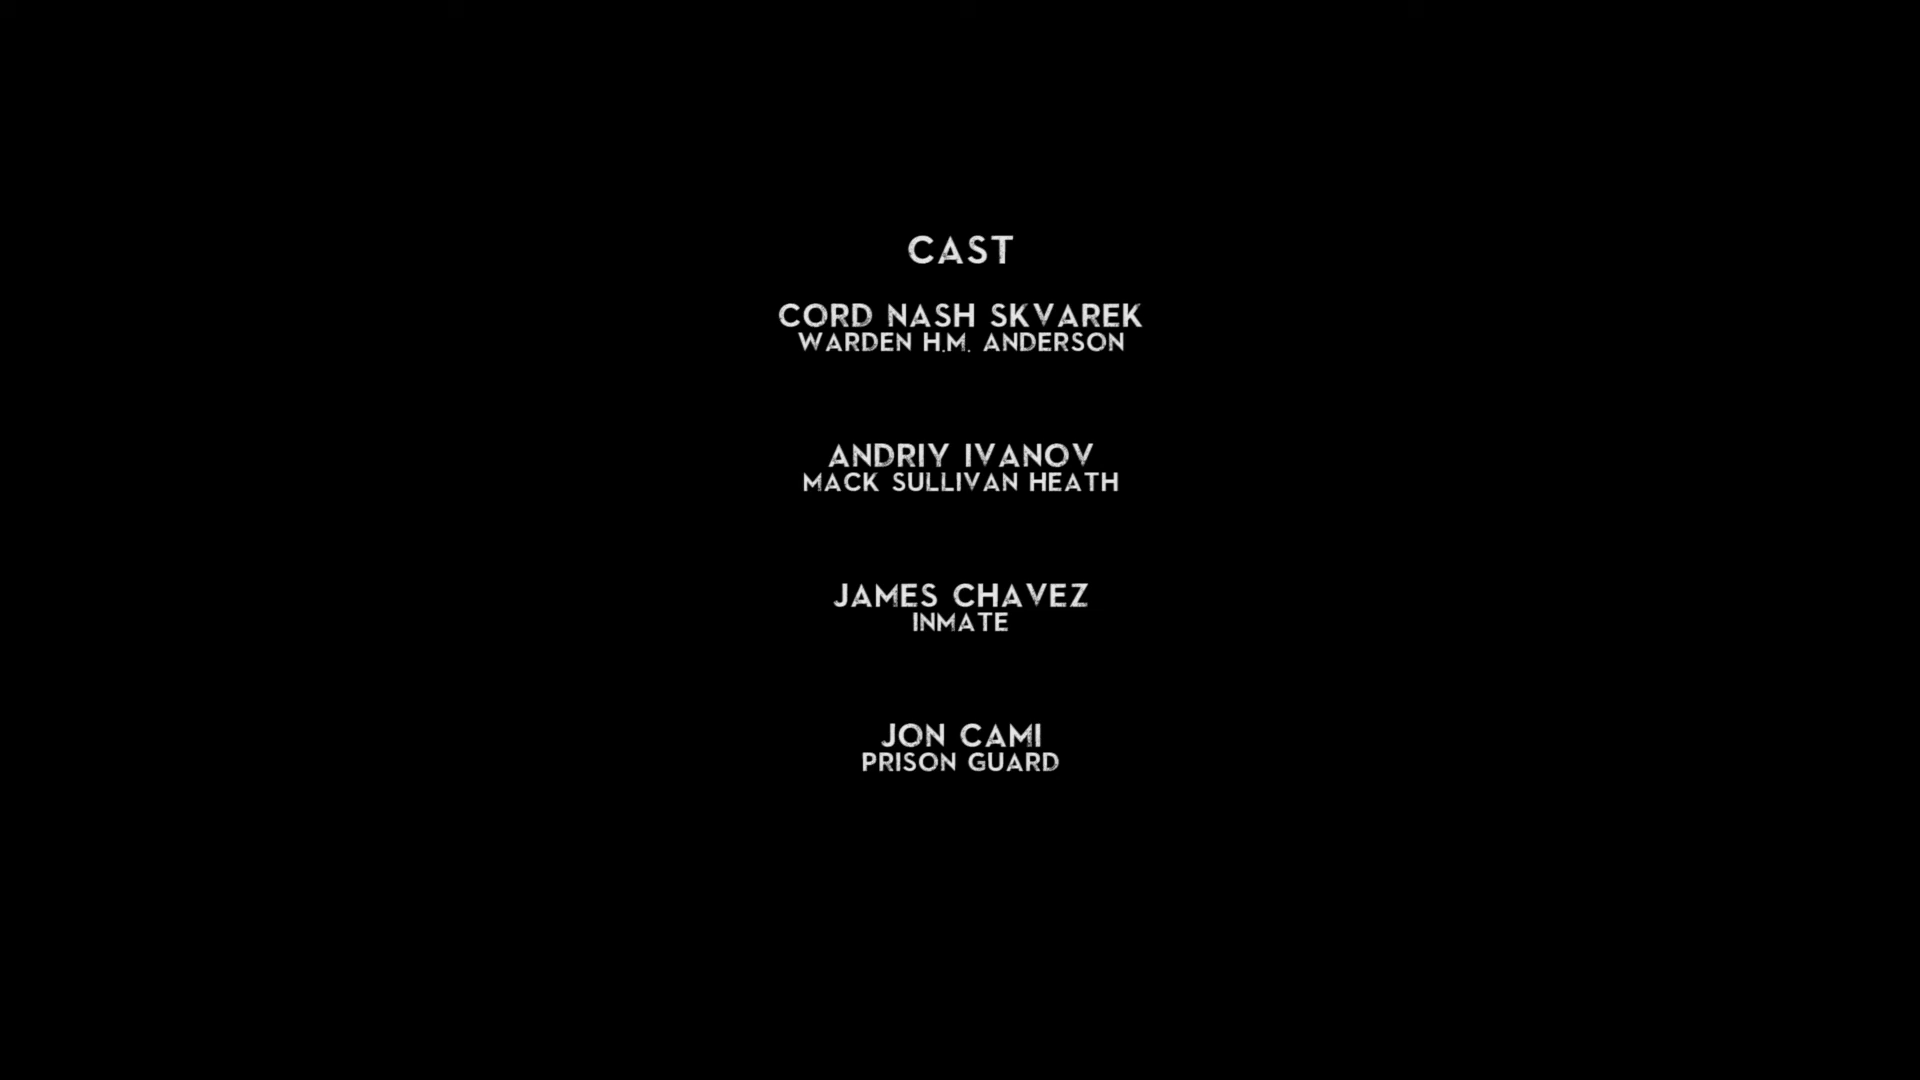 CAST
CORD NASH SKVAREK
WARDEN H.M. ANDERSON
ANDRIY IVANOV
MACK SULLIVAN HEATH
JAMES CHAVEZ
INMATE
JON CAMI
PRISON GUARD